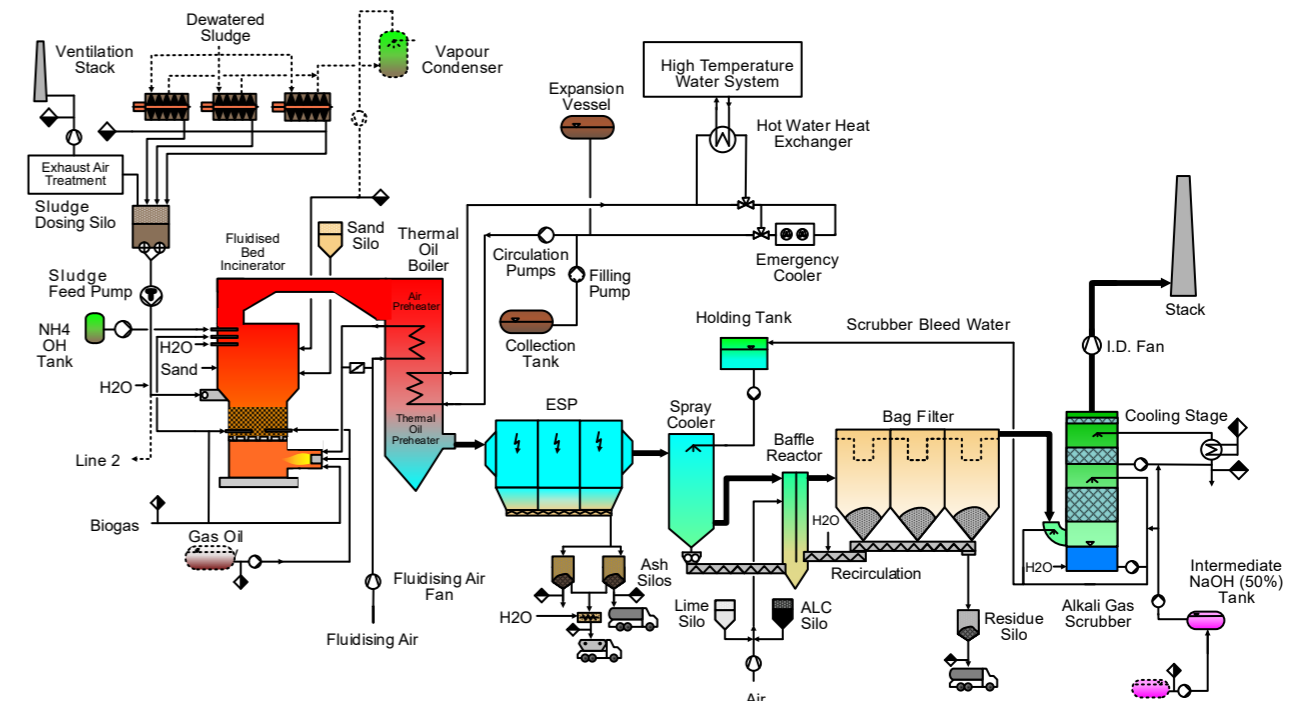 Dewatered
Sludge
Ventilation
Stack
Vapour
Condenser
High Temperature
Water System
Expansion
Vessel
Hot Water Heat
Exchanger
Exhaust Air
Treatment
Sludge
Dosing Silo
Sand
Silo
Thermal
Oil
Boiler
Fluidised
Bed
Incinerator
Circulation
Pumps
Filling
Pump
Emergency
Cooler
Sludge
Feed Pump
Air
Preheater
NH4
OH
Tank
H2O
Sand
H2O
Collection
Tank
Holding Tank
Scrubber Bleed Water
Stack
I.D. Fan
Thermal
Oil
Preheater
ESP
Spray
Cooler
Baffle
Reactor
Bag Filter
Cooling Stage
Line 2
Biogas
Gas Oil
H2O
Recirculation
H2O
Fluidising Air
Fan
Ash
Silos
H2O
Lime
Silo
ALC
Silo
Residue
Silo
Alkali Gas
Scrubber
Intermediate
NaOH (50%)
Tank
Fluidising Air
Air